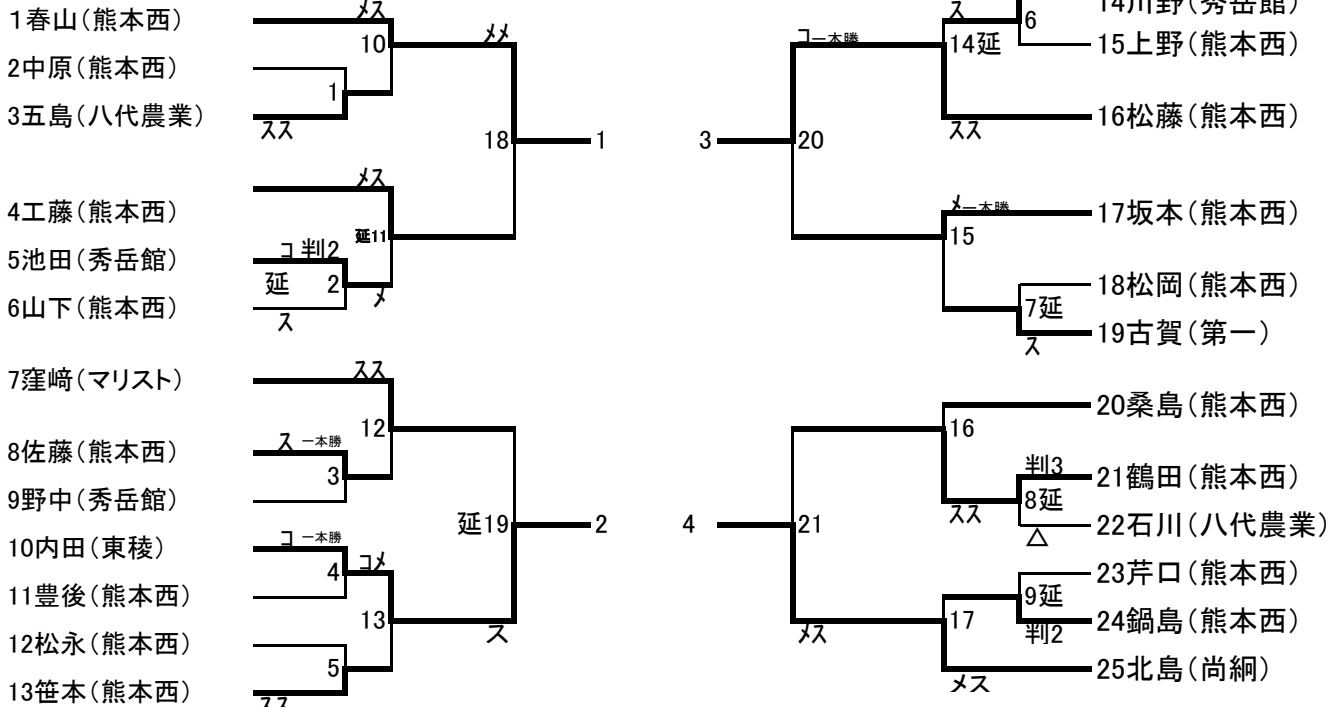 メス
1春山(熊本西)
10
メメ
2中原(熊本西)
1
3五島(八代農業)
スス
18
1
メス
4工藤(熊本西)
延11
コ 判2
5池田(秀岳館)
延 2
メ
6山下(熊本西)
ス
スス
7窪﨑(マリスト)
12
ス 一本勝
8佐藤(熊本西)
3
9野中(秀岳館)
延19
2
コ 一本勝
10内田(東稜)
4
コメ
11豊後(熊本西)
13
ス
12松永(熊本西)
5
13笹本(熊本西)
スス
14川野(秀岳館)
ス
6
コ一本勝
14延
15上野(熊本西)
16松藤(熊本西)
スス
3
20
メ一本勝
17坂本(熊本西)
15
18松岡(熊本西)
7延
19古賀(第一)
ス
20桑島(熊本西)
16
判3
21鶴田(熊本西)
スス
8延
22石川(八代農業)
△
4
21
23芹口(熊本西)
9延
17
24鍋島(熊本西)
判2
メス
25北島(尚絅)
メス